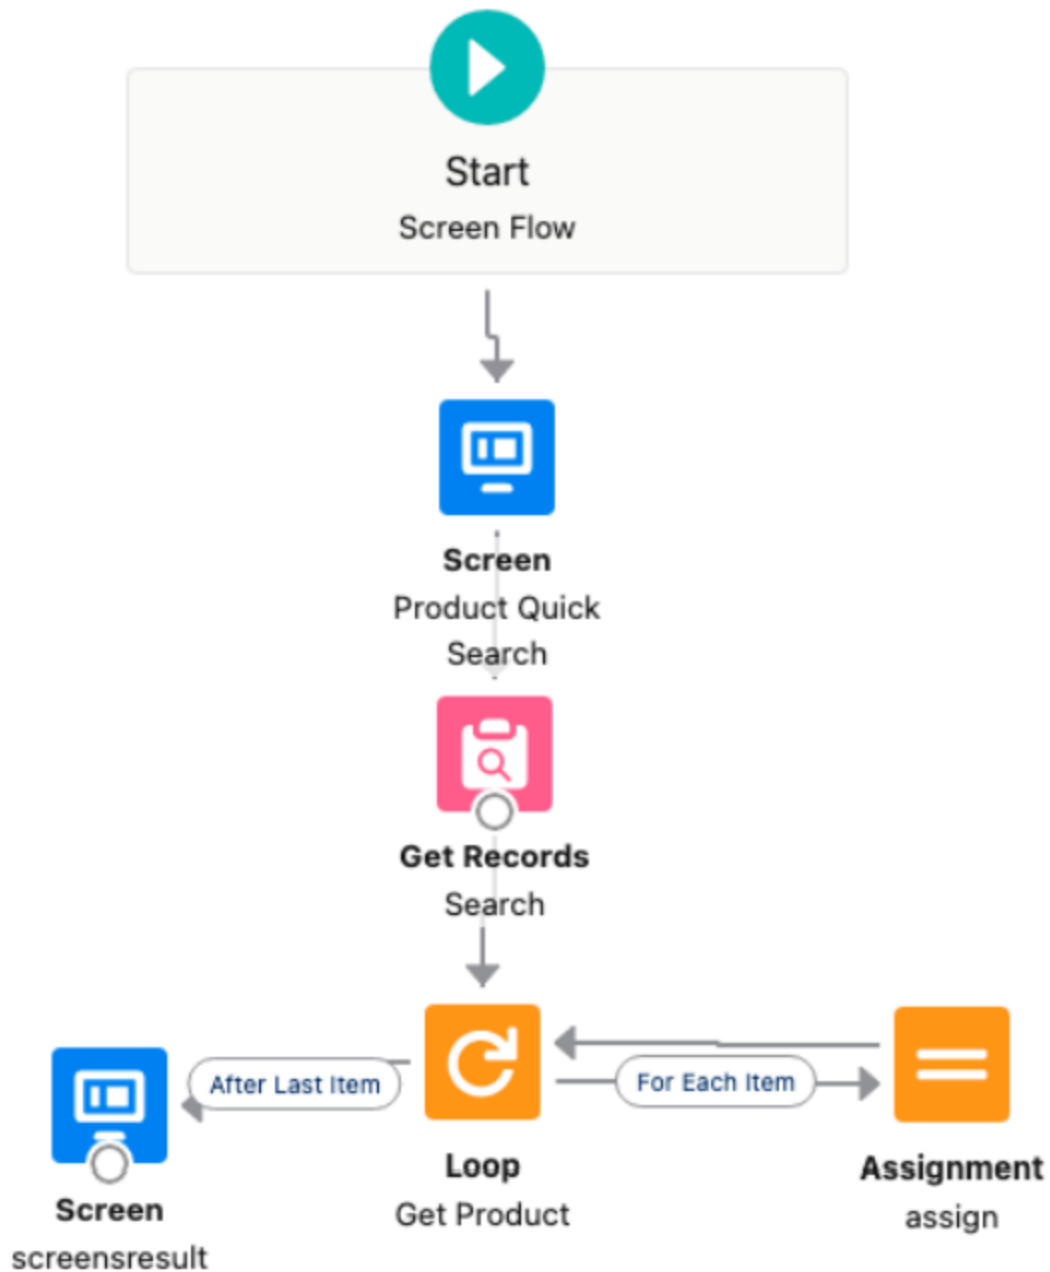 Start
Screen Flow
Screen
Product Quick
Search
Get Records
Search
After Last Item
For Each Item
Loop
Get Product
Assignment
assign
Screen
screensresult